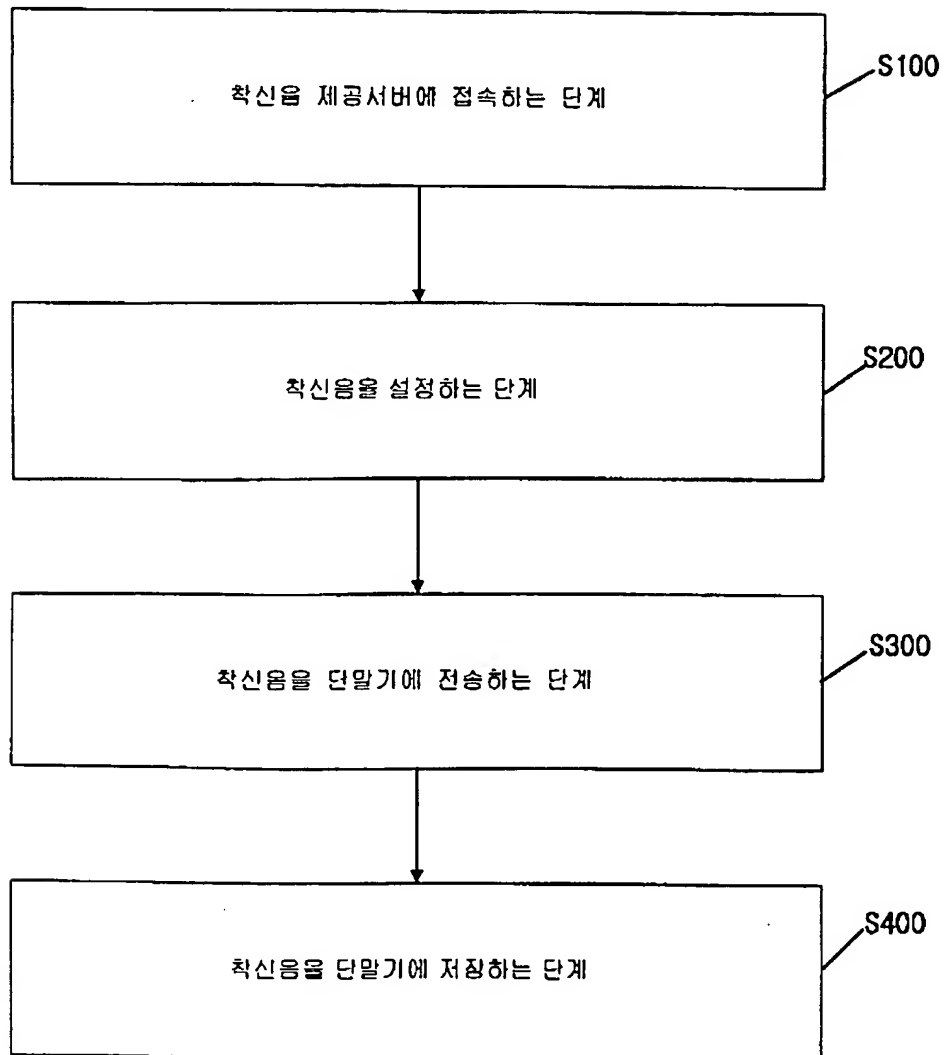 착신음 제공서버에 접속하는 단계
S100
착신음을 설정하는 단계
S200
착신음을 단말기에 전송하는 단계
S300
착신음을 단말기에 저장하는 단계
S400